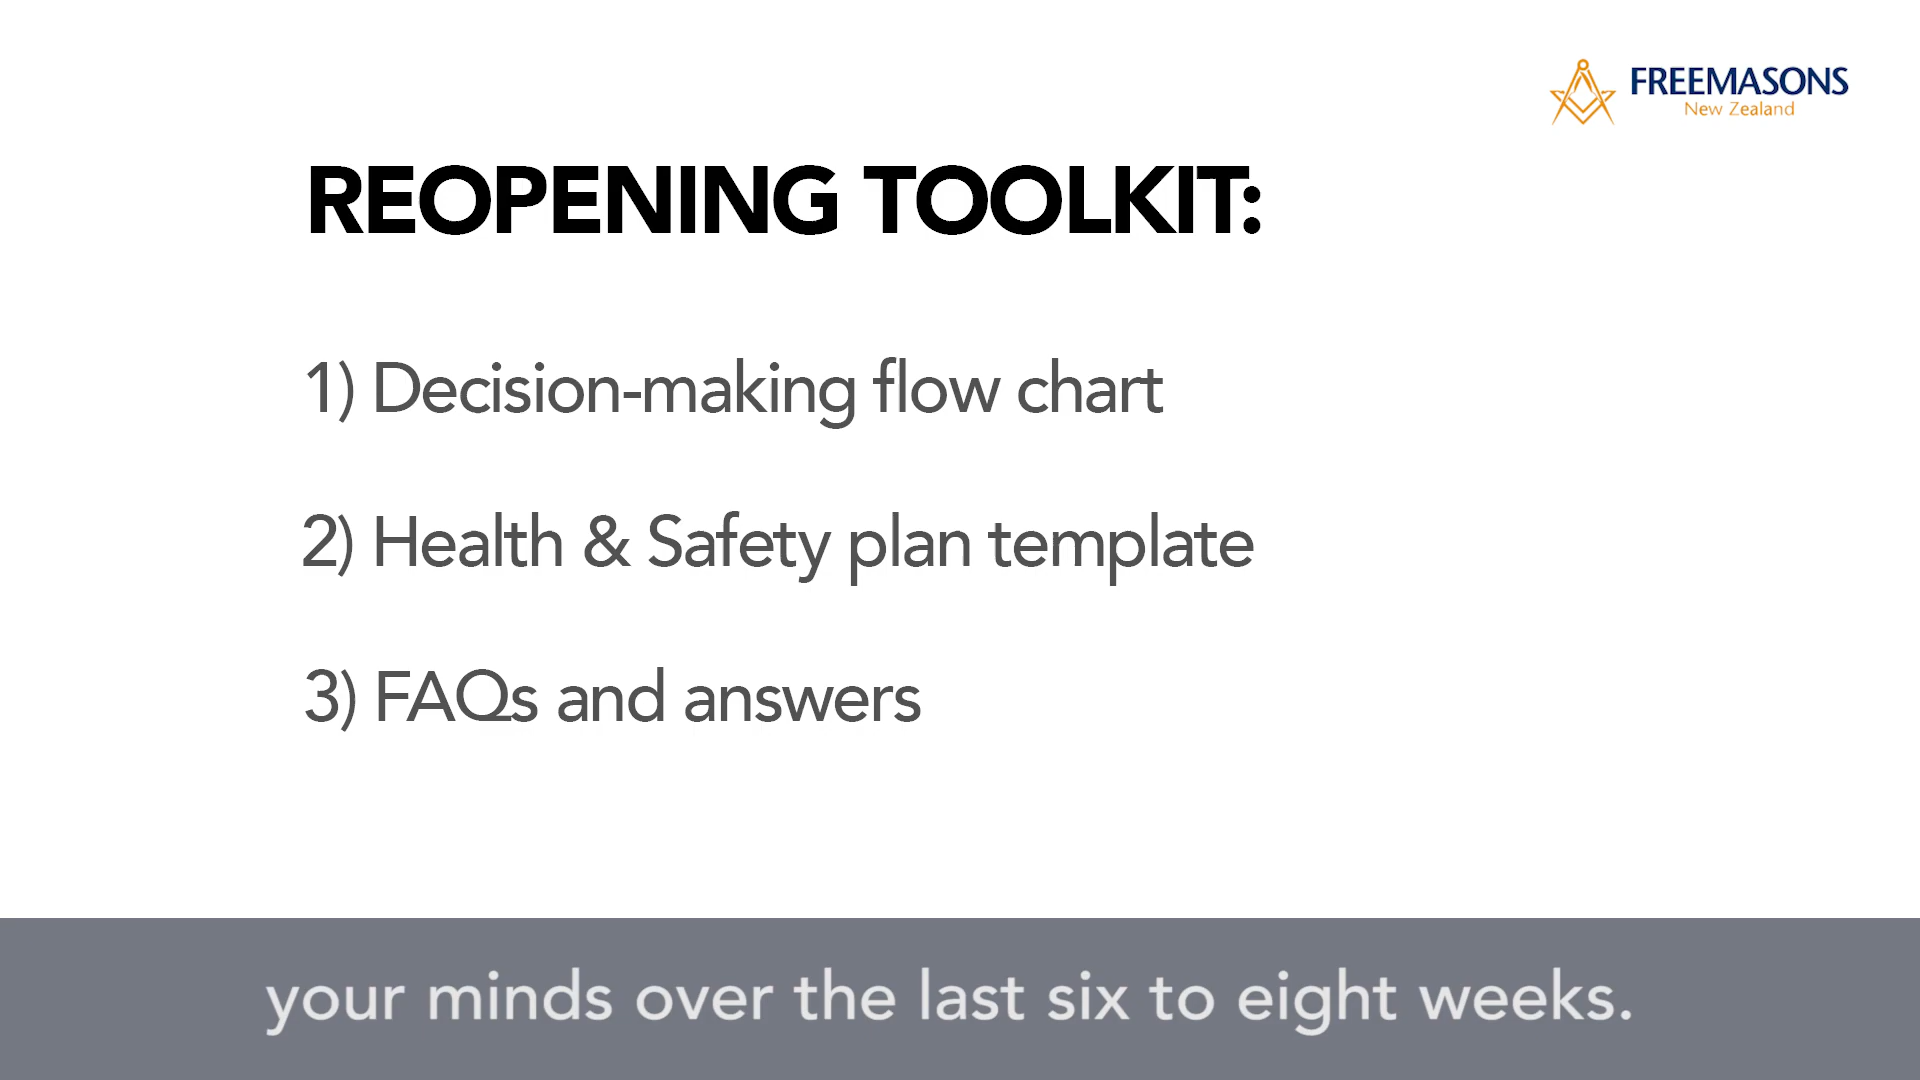 FREEMASONS
New Zealand
REOPENING TOOLKIT:
1) Decision-making flow chart
2) Health & Safety plan template
3) FAQs and answers
your minds over the last six to eight weeks.